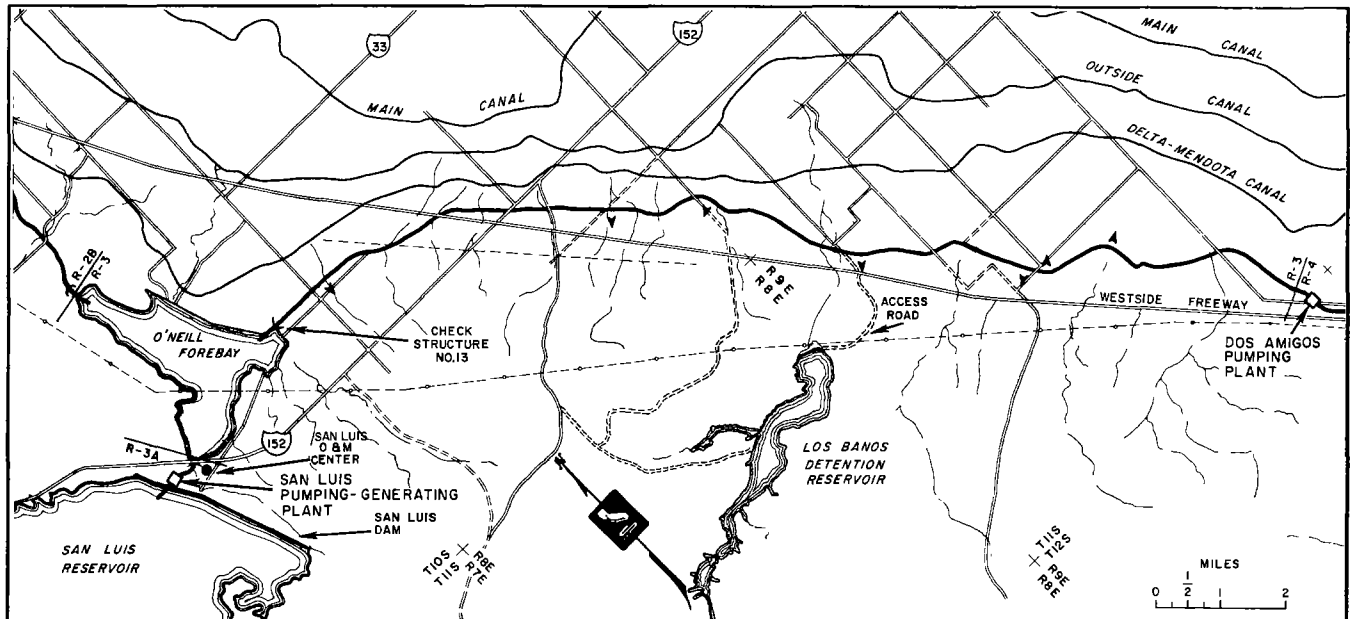 33
152
MAIN CANAL
MAIN
CANAL
OUTSIDE
CANAL
DELTA-MENDOTA
CANAL
R-2B
R-3
O'NEILL
FOREBAY
CHECK
STRUCTURE
NO.13
R9E
R8E
ACCESS
ROAD
WESTSIDE FREEWAY
R-3
R-4
DOS AMIGOS
PUMPING
PLANT
152
R-3A
SAN LUIS
O & M
CENTER
SAN LUIS
PUMPING-GENERATING
PLANT
SAN LUIS
DAM
SAN LUIS
RESERVOIR
LOS BANOS
DETENTION
RESERVOIR
T10S
T11S
R8E
R7E
T11S
T12S
R9E
R8E
MILES
0 1/2 1 2